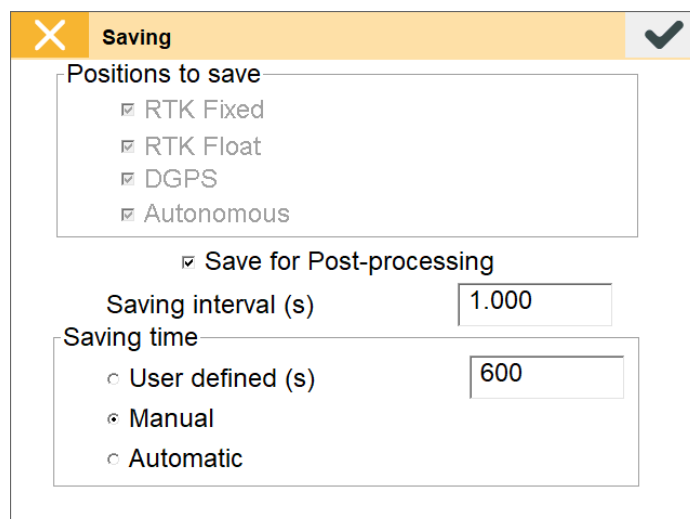 Saving
Positions to save
RTK Fixed
RTK Float
DGPS
Autonomous
Save for Post-processing
Saving interval (s) 1.000
Saving time
User defined (s) 600
Manual
Automatic